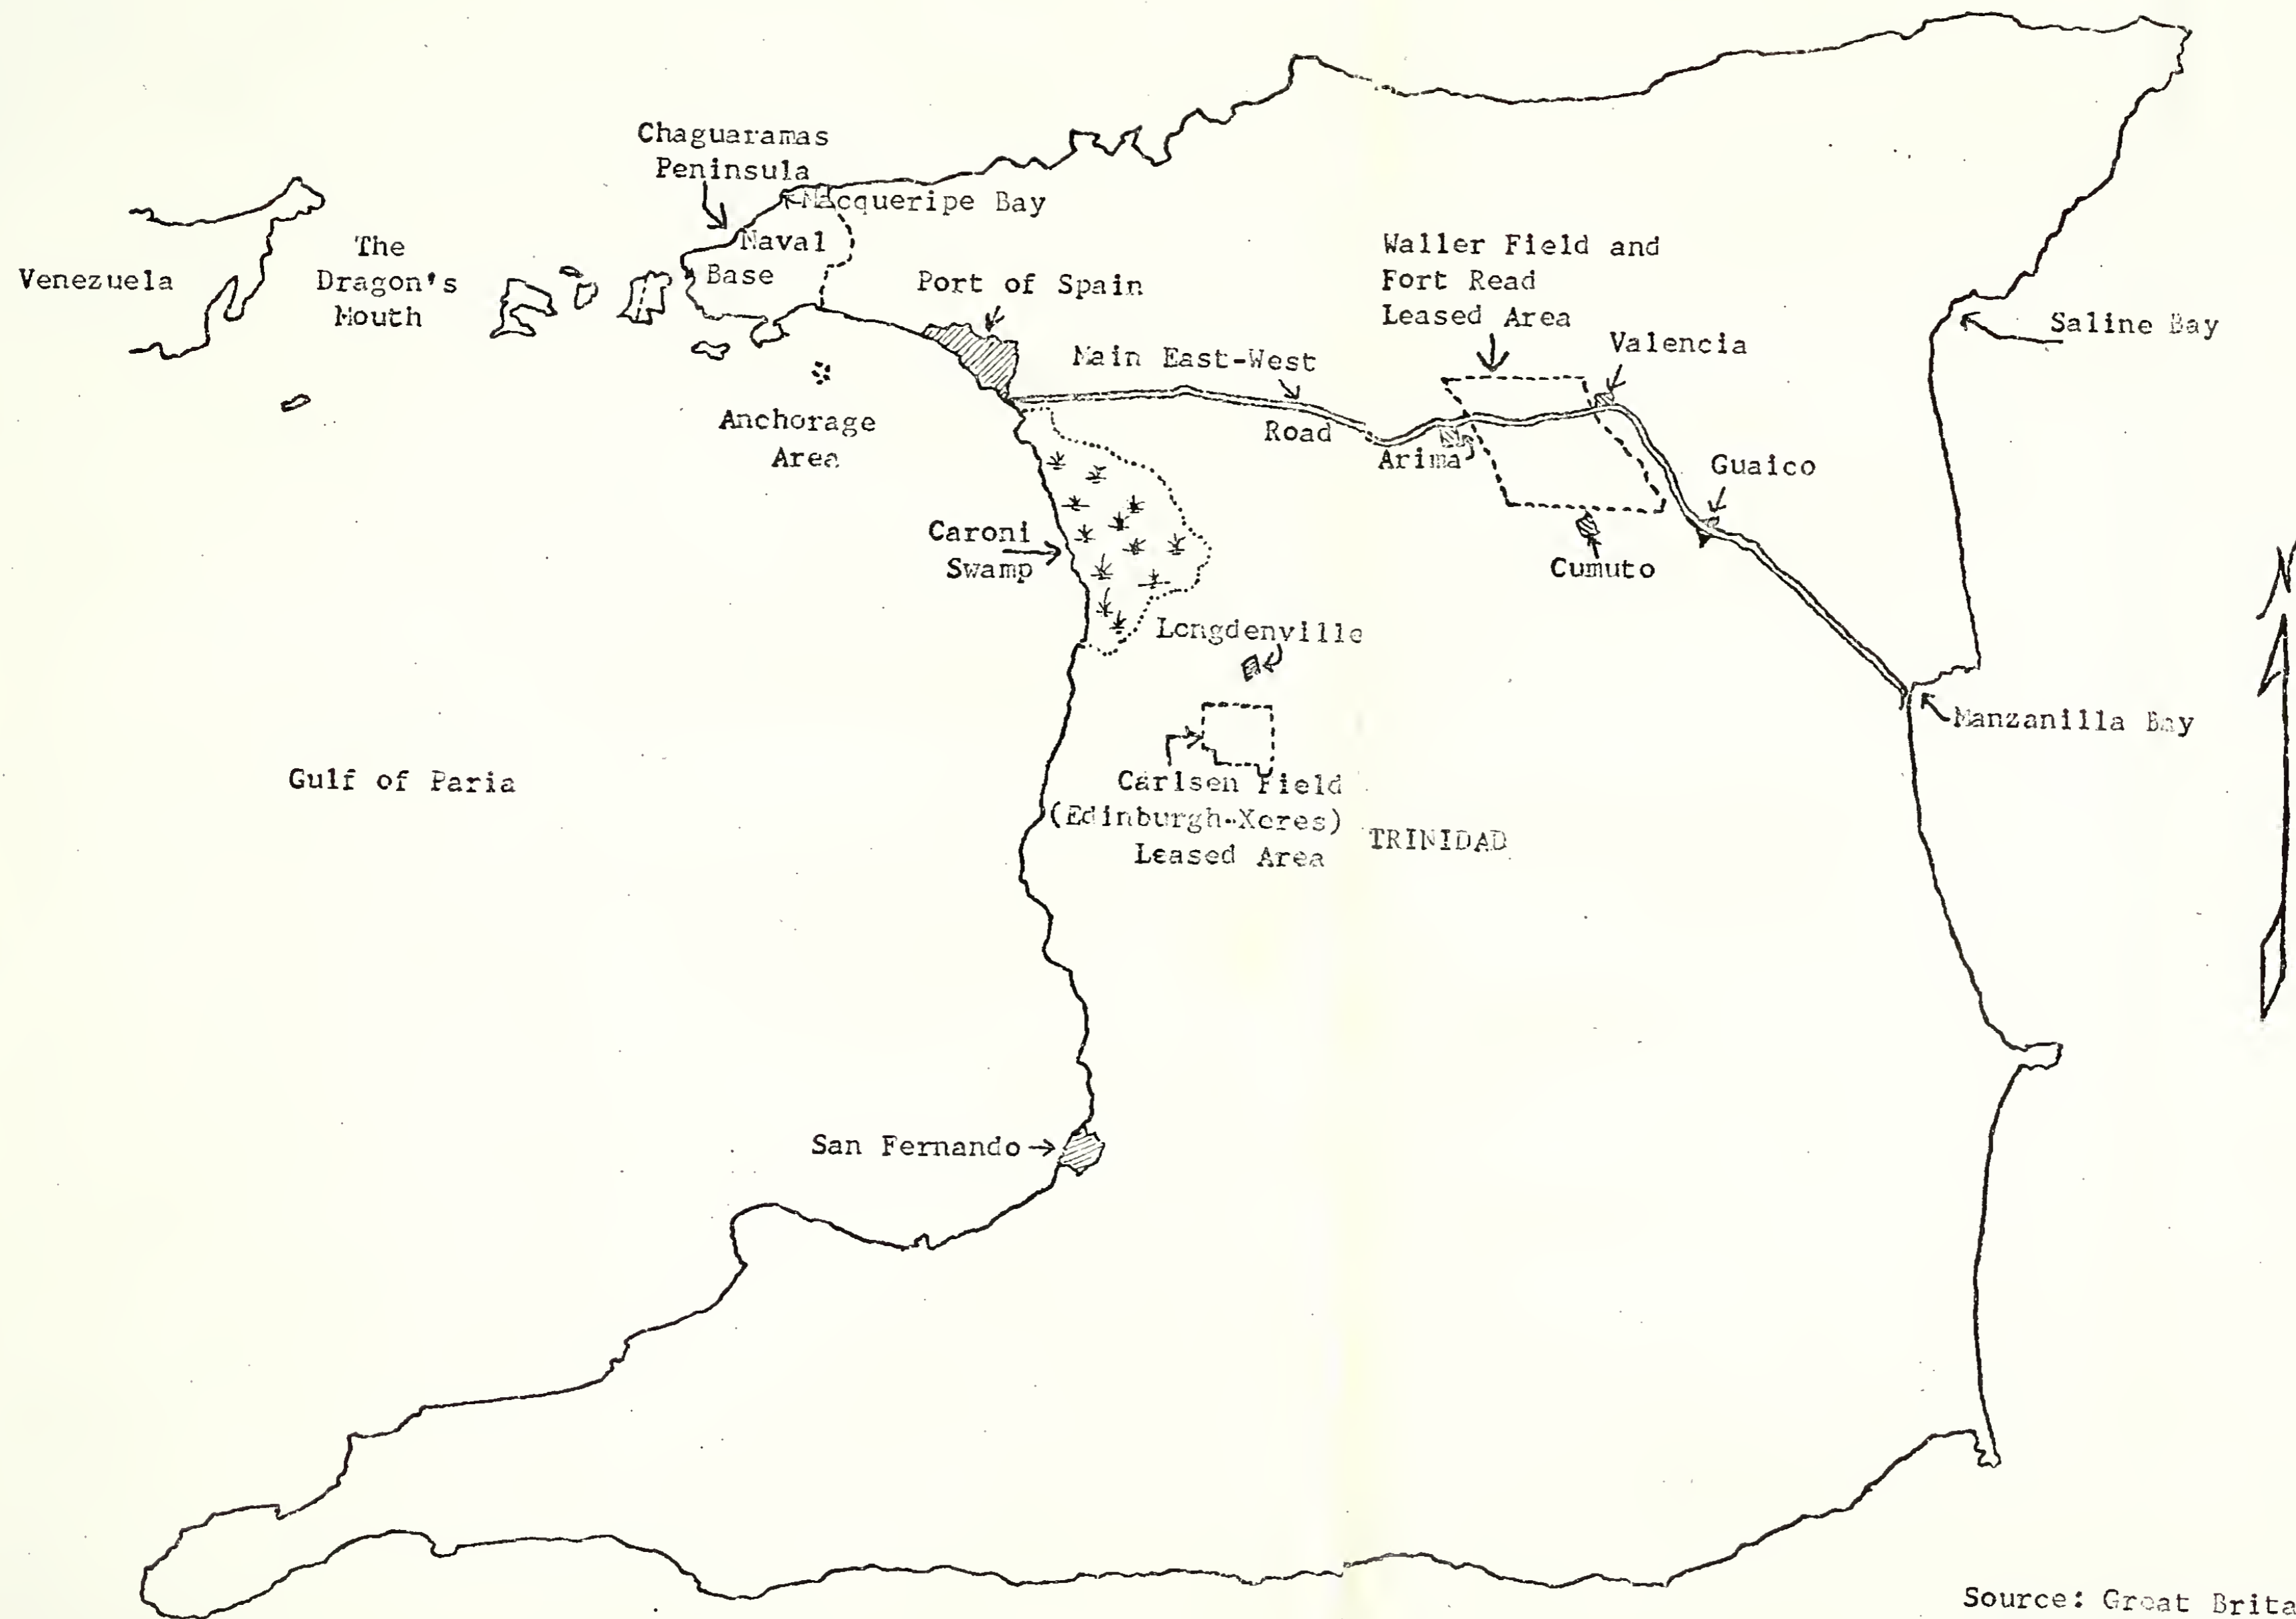 Chaguaramas
Peninsula
Macqueripe Bay
Naval
Base
The
Dragon's
Mouth
Venezuela
Port of Spain
Waller Field and
Fort Read
Leased Area
Valencia
Saline Bay
Main East-West
Road
Arima
Guaico
Anchorage
Area
Caroni
Swamp
Cumuto
Longdenville
Manzanilla Bay
Gulf of Paria
Carlsen Field
(Edinburgh-Xeres)
Leased Area
TRINIDAD
San Fernando
N
Source: Great Brita